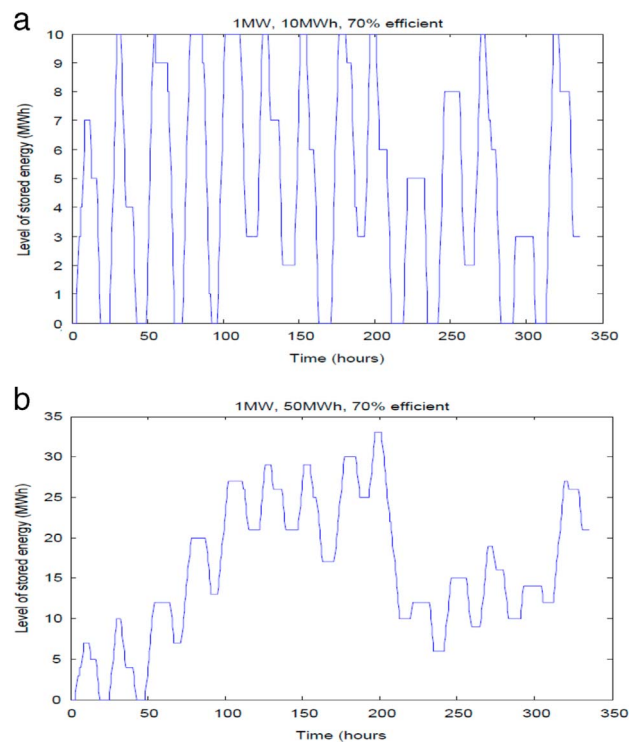 a
1MW, 10MWh, 70% efficient
Level of stored energy (MWh)
10
9
8
7
6
5
4
3
2
1
0
0 50 100 150 200 250 300 350
Time (hours)
b
1MW, 50MWh, 70% efficient
Level of stored energy (MWh)
35
30
25
20
15
10
5
0
0 50 100 150 200 250 300 350
Time (hours